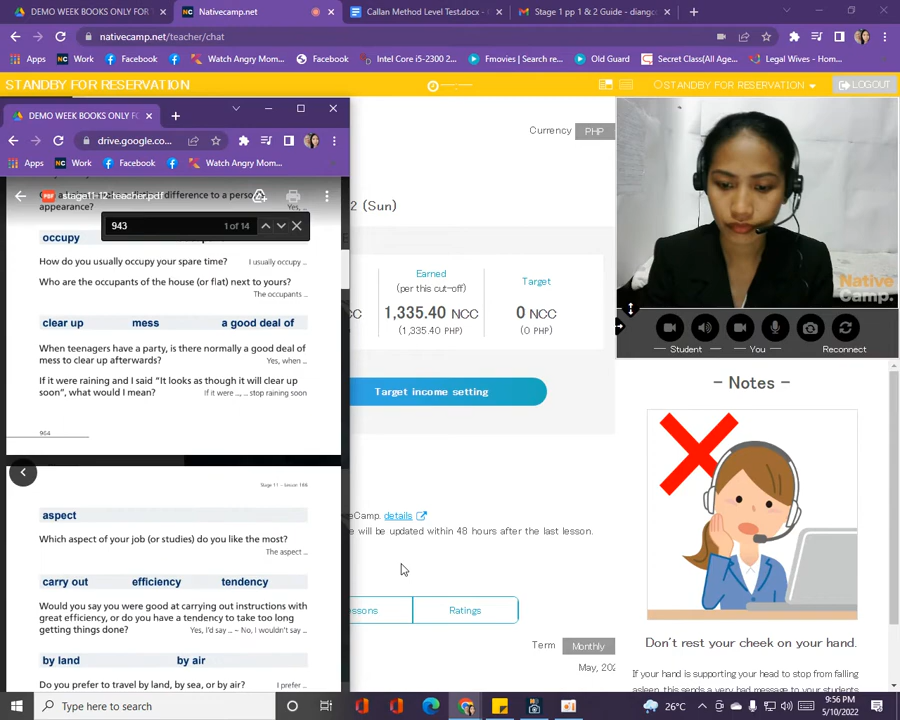 DEMO WEEK BOOKS ONLY FOR
Nativecamp.net
Callan Method Level Test.docx -
Stage 1 pp 1 & 2 Guide - diangc
nativecamp.net/teacher/chat
Apps
Work
Facebook
Watch Angry Mom...
Facebook
Intel Core i5-2300 2...
Fmovies | Search re...
Old Guard
Secret Class(All Age...
Legal Wives - Hom...
STANDBY FOR RESERVATION
STANDBY FOR RESERVATION
LOGOUT
DEMO WEEK BOOKS ONLY FO
drive.google.co...
Apps
Work
Facebook
Watch Angry Mom...
PDF
stage11-12-teacher.pdf
difference to a person
appearance?
Yes, ...
943
1 of 14
occupy
How do you usually occupy your spare time?
I usually occupy ...
Who are the occupants of the house (or flat) next to yours?
The occupants ...
clear up
mess
a good deal of
When teenagers have a party, is there normally a good deal of
mess to clear up afterwards?
Yes, when ...
If it were raining and I said "It looks as though it will clear up
soon", what would I mean?
If it were ..., ... stop raining soon
964
Stage 11 – Lesson 188
aspect
Which aspect of your job (or studies) do you like the most?
The aspect ...
carry out
efficiency
tendency
Would you say you were good at carrying out instructions with
great efficiency, or do you have a tendency to take too long
getting things done?
Yes, I'd say ... – No, I wouldn't say ...
by land
by air
Do you prefer to travel by land, by sea, or by air?
I prefer ...
Currency
PHP
2 (Sun)
CC
C)
Earned
(per this cut-off)
1,335.40 NCC
(1,335.40 PHP)
Target
0 NCC
(0 PHP)
Target income setting
eCamp. details
e will be updated within 48 hours after the last lesson.
essons
Ratings
Term
Monthly
May, 202
Native
Camp.
Student
You
Reconnect
– Notes –
Don't rest your cheek on your hand.
If your hand is supporting your head to stop from falling
asleep, this sends a very bad message to your students
Type here to search
26°C
9:56 PM
5/10/2022